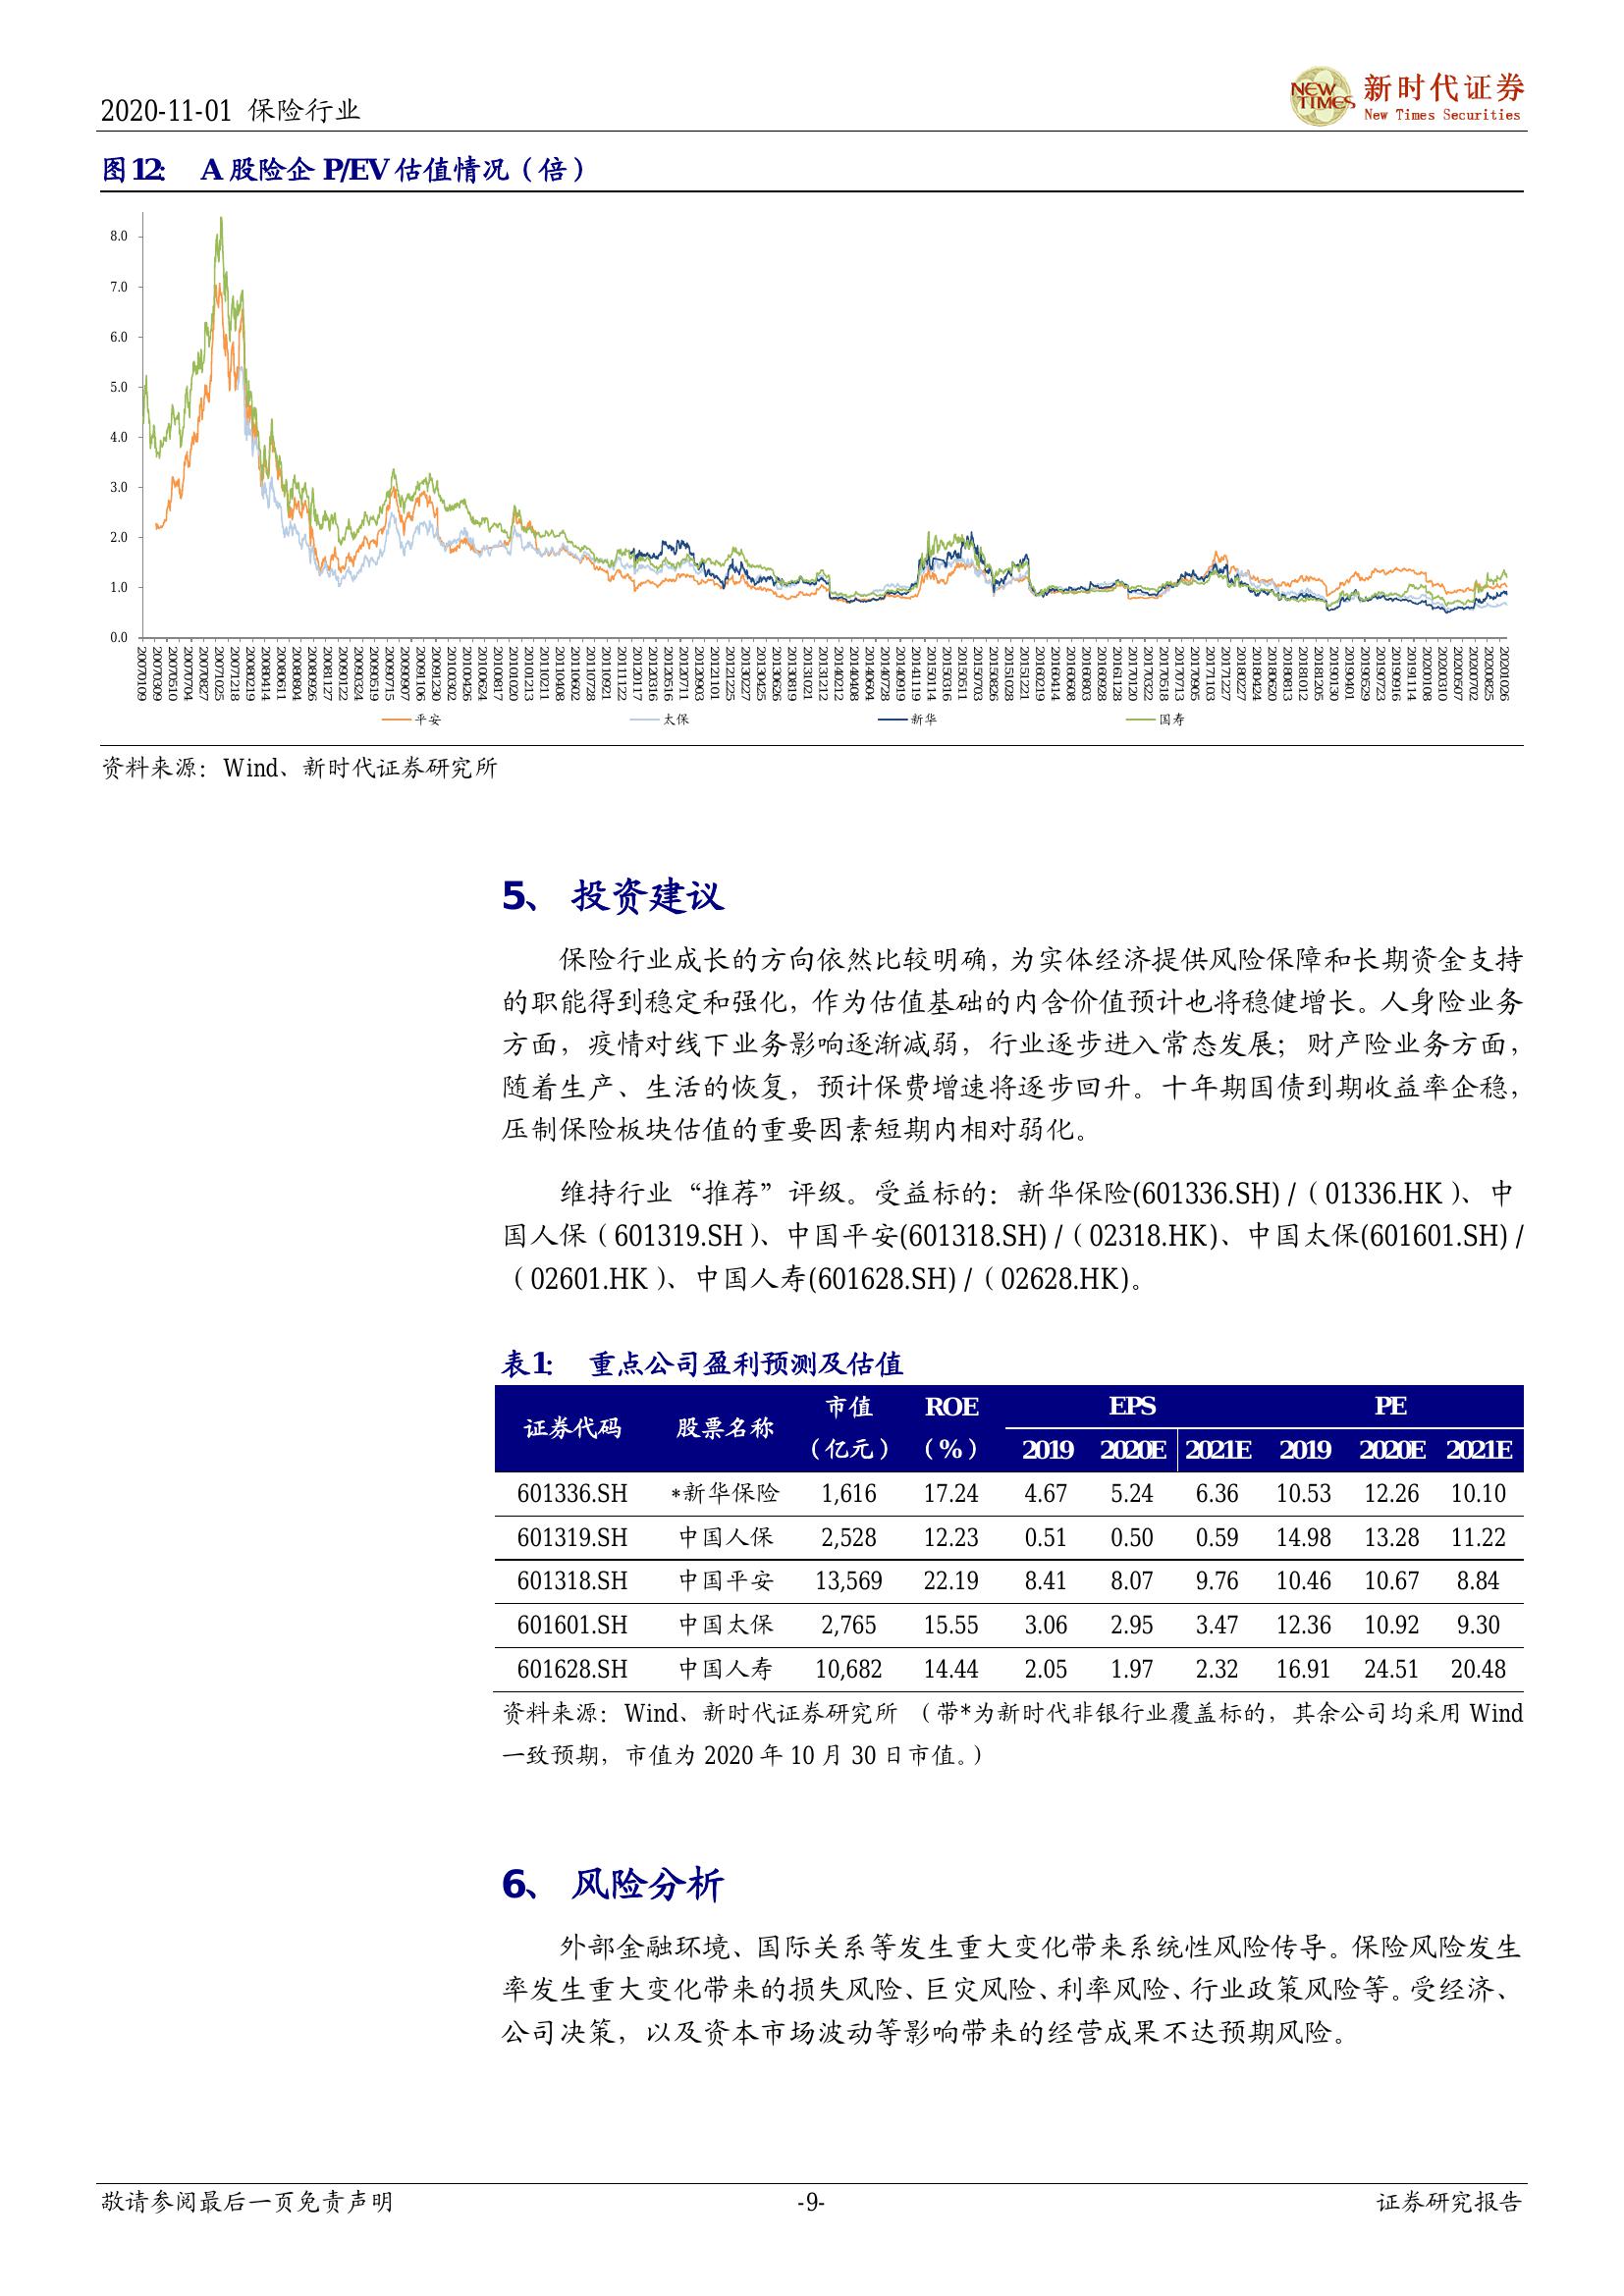 2020-11-01 保险行业
NEW TIMES 新时代证券
New Times Securities
图12: A 股险企 P/EV 估值情况（倍）
8.0
7.0
6.0
5.0
4.0
3.0
2.0
1.0
0.0
20070109 20070309 20070510 20070704 20070827 20071025 20071218 20080219 20080414 20080611 20080804 20080926 20081127 20090122 20090324 20090519 20090715 20090907 20091106 20091230 20100302 20100426 20100624 20100817 20101020 20101213 20110211 20110408 20110602 20110728 20110921 20111122 20120117 20120316 20120516 20120711 20120903 20121101 20121225 20130227 20130425 20130626 20130819 20131021 20131212 20140212 20140408 20140604 20140728 20140919 20141119 20150114 20150316 20150511 20150703 20150826 20151028 20151221 20160219 20160414 20160608 20160803 20160928 20161128 20170120 20170322 20170518 20170713 20170905 20171103 20171227 20180227 20180424 20180620 20180813 20181012 20181205 20190130 20190401 20190529 20190723 20190916 20191114 20200108 20200310 20200507 20200702 20200825 20201026
平安 太保 新华 国寿
资料来源：Wind、新时代证券研究所
5、 投资建议
保险行业成长的方向依然比较明确，为实体经济提供风险保障和长期资金支持
的职能得到稳定和强化，作为估值基础的内含价值预计也将稳健增长。人身险业务
方面，疫情对线下业务影响逐渐减弱，行业逐步进入常态发展；财产险业务方面，
随着生产、生活的恢复，预计保费增速将逐步回升。十年期国债到期收益率企稳，
压制保险板块估值的重要因素短期内相对弱化。
维持行业“推荐”评级。受益标的：新华保险(601336.SH) /（01336.HK）、中
国人保（601319.SH）、中国平安(601318.SH) /（02318.HK)、中国太保(601601.SH) /
（02601.HK）、中国人寿(601628.SH) /（02628.HK)。
表1: 重点公司盈利预测及估值
证券代码 股票名称 市值（亿元） ROE（%） EPS PE
2019 2020E 2021E 2019 2020E 2021E
601336.SH *新华保险 1,616 17.24 4.67 5.24 6.36 10.53 12.26 10.10
601319.SH 中国人保 2,528 12.23 0.51 0.50 0.59 14.98 13.28 11.22
601318.SH 中国平安 13,569 22.19 8.41 8.07 9.76 10.46 10.67 8.84
601601.SH 中国太保 2,765 15.55 3.06 2.95 3.47 12.36 10.92 9.30
601628.SH 中国人寿 10,682 14.44 2.05 1.97 2.32 16.91 24.51 20.48
资料来源：Wind、新时代证券研究所 （带*为新时代非银行业覆盖标的，其余公司均采用 Wind
一致预期，市值为 2020 年 10 月 30 日市值。）
6、 风险分析
外部金融环境、国际关系等发生重大变化带来系统性风险传导。保险风险发生
率发生重大变化带来的损失风险、巨灾风险、利率风险、行业政策风险等。受经济、
公司决策，以及资本市场波动等影响带来的经营成果不达预期风险。
敬请参阅最后一页免责声明 -9- 证券研究报告